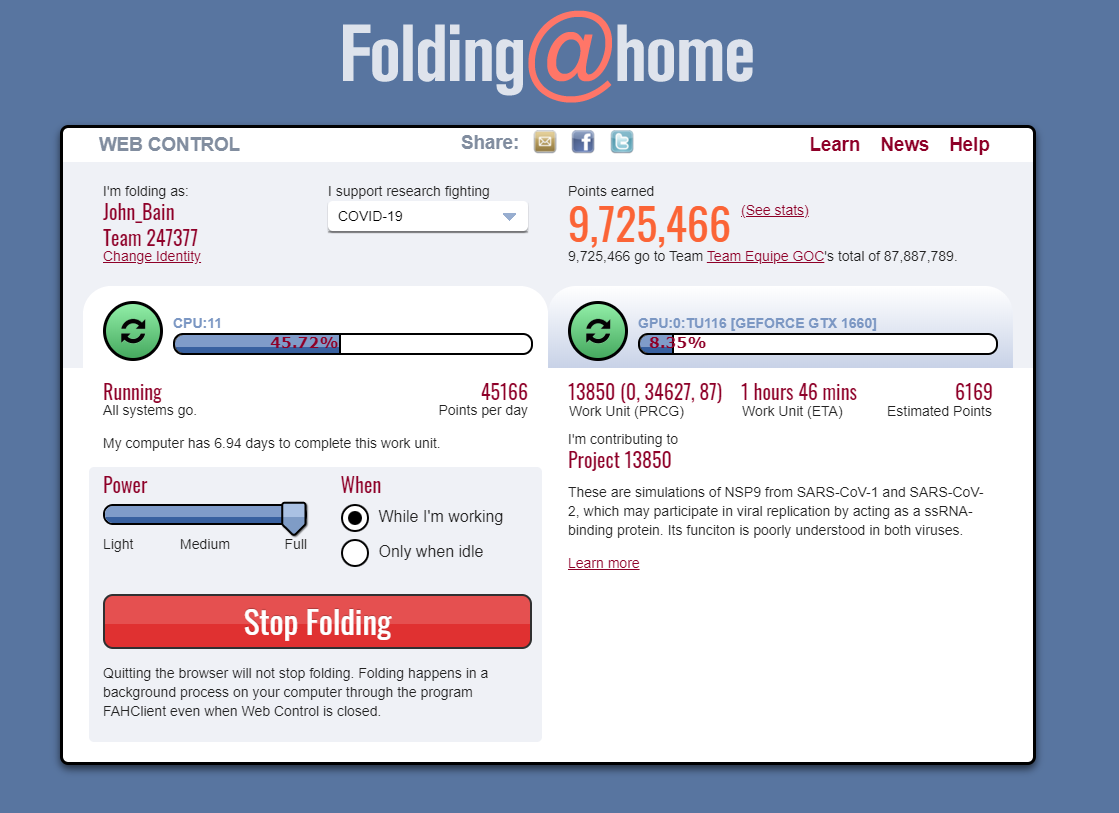 Folding@home
WEB CONTROL
Share:
Learn News Help
I'm folding as:
John_Bain
Team 247377
Change Identity
I support research fighting
COVID-19
Points earned
9,725,466 (See stats)
9,725,466 go to Team Team Equipe GOC's total of 87,887,789.
CPU:11
45.72%
GPU:0:TU116 [GEFORCE GTX 1660]
8.35%
Running
All systems go.
45166
Points per day
My computer has 6.94 days to complete this work unit.
Power
Light Medium Full
When
While I'm working
Only when idle
Stop Folding
Quitting the browser will not stop folding. Folding happens in a
background process on your computer through the program
FAHClient even when Web Control is closed.
13850 (0, 34627, 87)
Work Unit (PRCG)
1 hours 46 mins
Work Unit (ETA)
6169
Estimated Points
I'm contributing to
Project 13850
These are simulations of NSP9 from SARS-CoV-1 and SARS-CoV-
2, which may participate in viral replication by acting as a ssRNA-
binding protein. Its funciton is poorly understood in both viruses.
Learn more